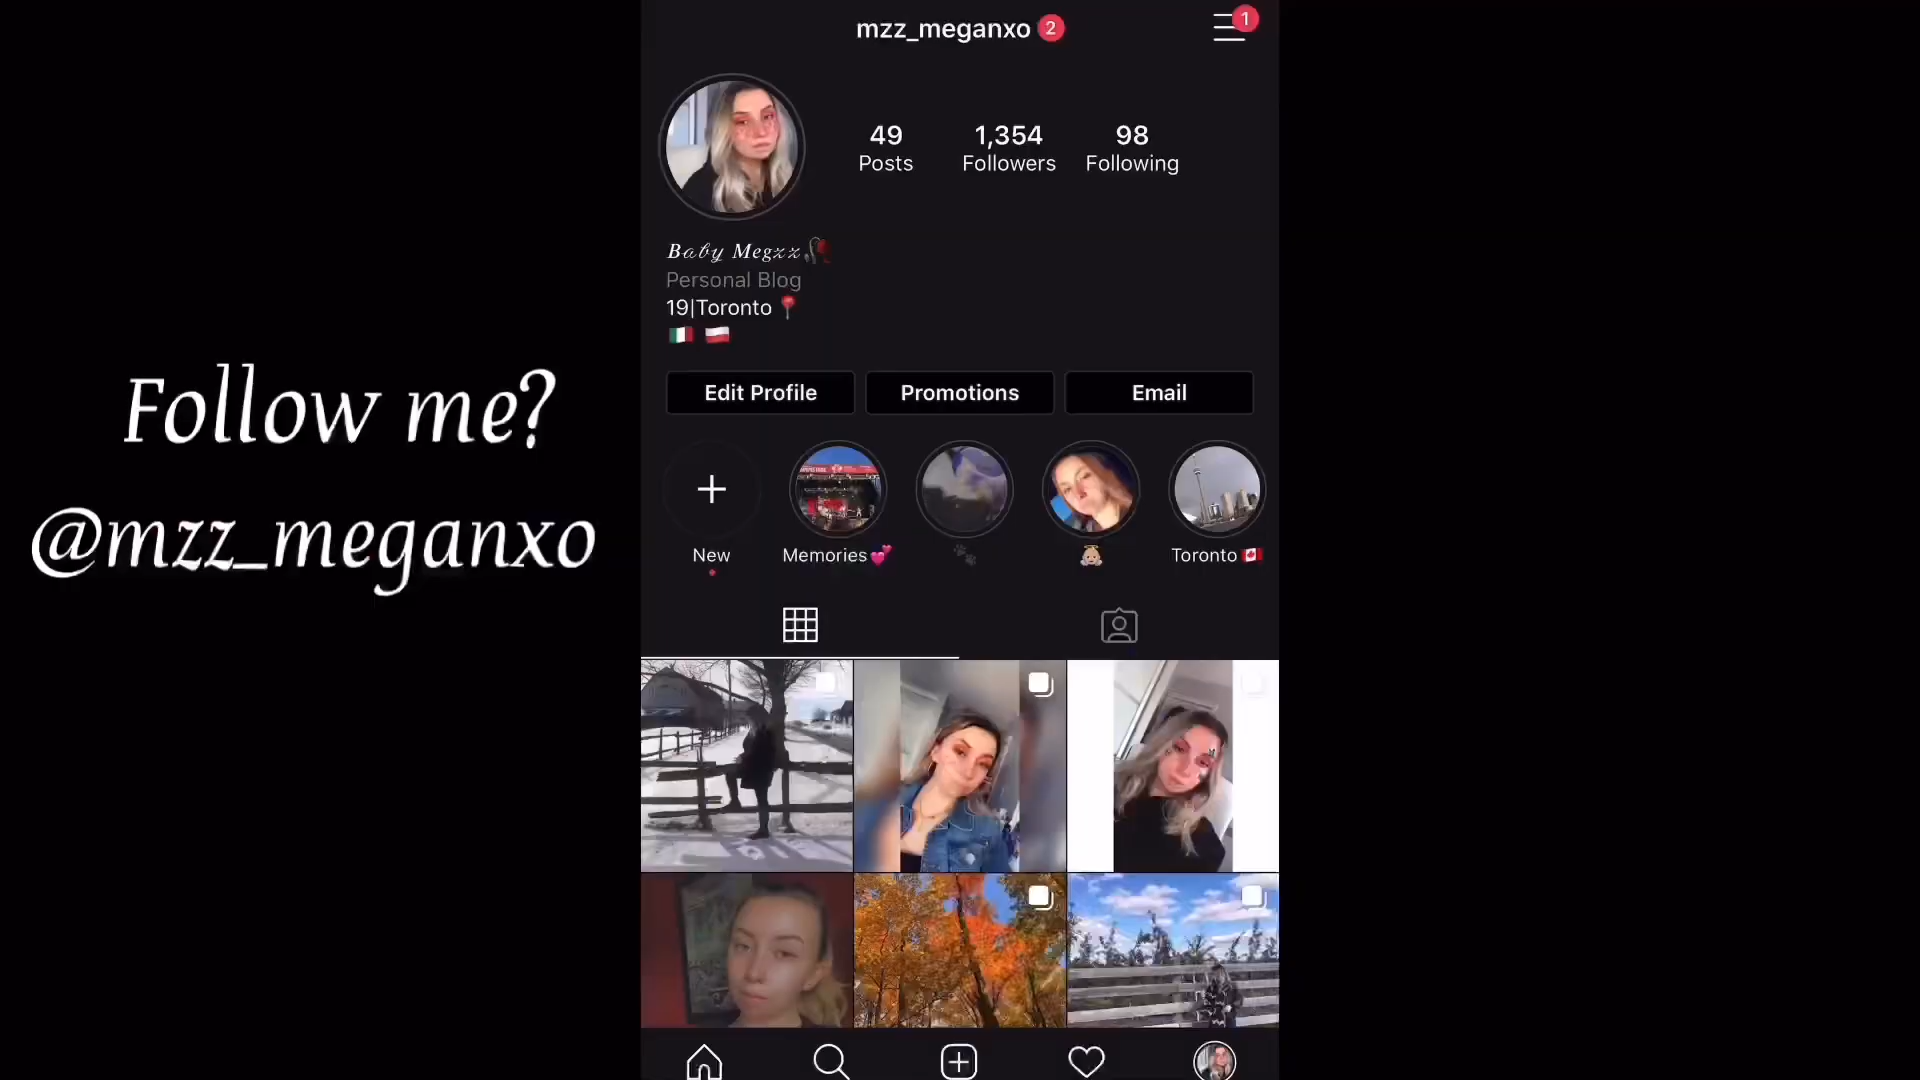 mzz_meganxo 2
1
49 1,354 98
Posts Followers Following
Baby Megzz🥀
Personal Blog
19|Toronto📍
🇮🇹 🇵🇱
Edit Profile Promotions Email
New Memories💕 🐾 👼🏼 Toronto🇨🇦
Follow me?
@mzz_meganxo